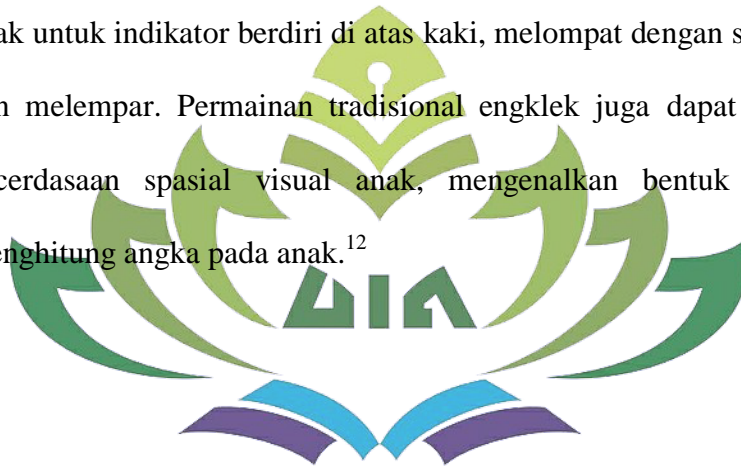 ak untuk indikator berdiri di atas kaki, melompat dengan s
n melempar. Permainan tradisional engklek juga dapat
cerdasaan spasial visual anak, mengenalkan bentuk
enghitung angka pada anak.12
UIN